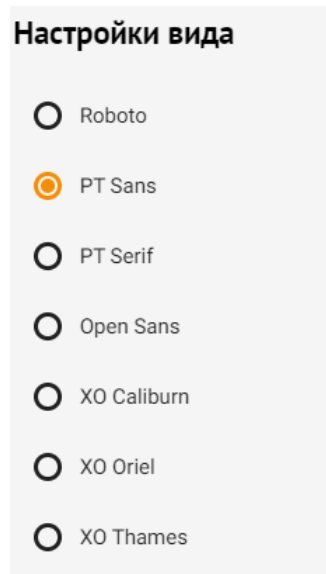 Настройки вида
Roboto
PT Sans
PT Serif
Open Sans
XO Caliburn
XO Oriel
XO Thames